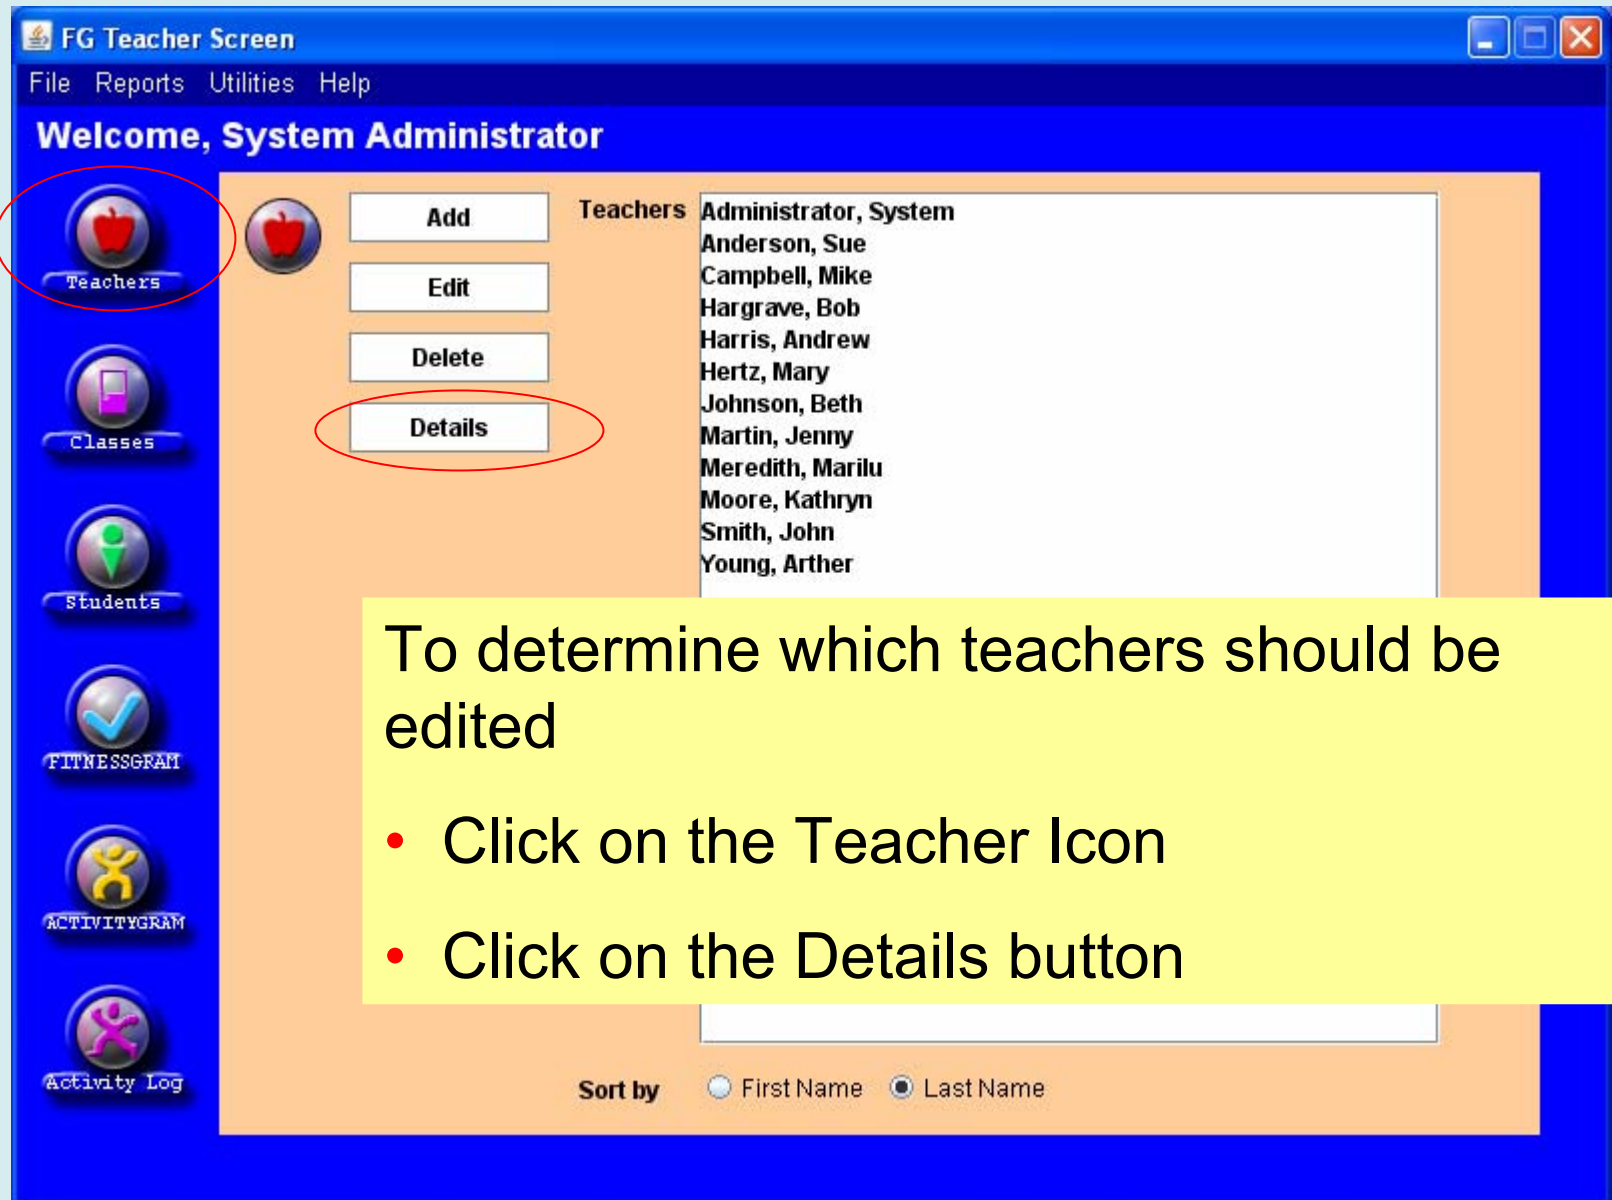 FG Teacher Screen
File Reports Utilities Help
Welcome, System Administrator
Teachers
Classes
Students
FITNESSGRAM
ACTIVITYGRAM
Activity Log
Add
Edit
Delete
Details
Teachers
Administrator, System
Anderson, Sue
Campbell, Mike
Hargrave, Bob
Harris, Andrew
Hertz, Mary
Johnson, Beth
Martin, Jenny
Meredith, Marilu
Moore, Kathryn
Smith, John
Young, Arther
To determine which teachers should be
edited
• Click on the Teacher Icon
• Click on the Details button
Sort by First Name Last Name